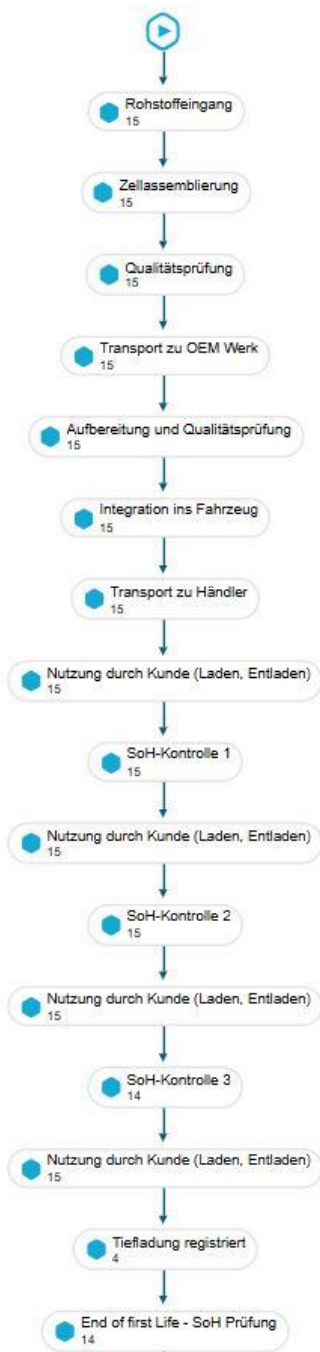 Rohstoffeingang
15
Zellassemblierung
15
Qualitätsprüfung
15
Transport zu OEM Werk
15
Aufbereitung und Qualitätsprüfung
15
Integration ins Fahrzeug
15
Transport zu Händler
15
Nutzung durch Kunde (Laden, Entladen)
15
SoH-Kontrolle 1
15
Nutzung durch Kunde (Laden, Entladen)
15
SoH-Kontrolle 2
15
Nutzung durch Kunde (Laden, Entladen)
15
SoH-Kontrolle 3
14
Nutzung durch Kunde (Laden, Entladen)
15
Tiefladung registriert
4
End of first Life - SoH Prüfung
14